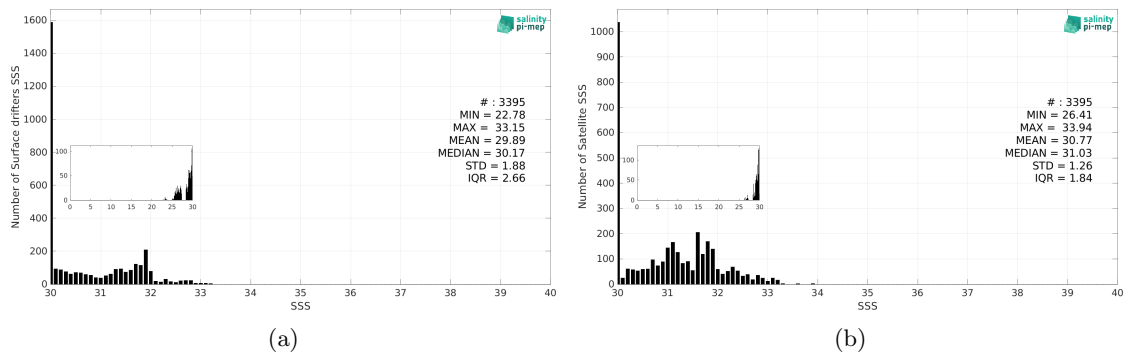 Number of Surface drifters SSS
1600
1400
1200
1000
800
600
400
200
0
salinity
pi-mep
# : 3395
MIN = 22.78
MAX = 33.15
MEAN = 29.89
MEDIAN = 30.17
STD = 1.88
IQR = 2.66
100
50
0
0 5 10 15 20 25 30
30 31 32 33 34 35 36 37 38 39 40
SSS
(a)
Number of Satellite SSS
1000
900
800
700
600
500
400
300
200
100
0
salinity
pi-mep
# : 3395
MIN = 26.41
MAX = 33.94
MEAN = 30.77
MEDIAN = 31.03
STD = 1.26
IQR = 1.84
100
50
0
0 5 10 15 20 25 30
30 31 32 33 34 35 36 37 38 39 40
SSS
(b)